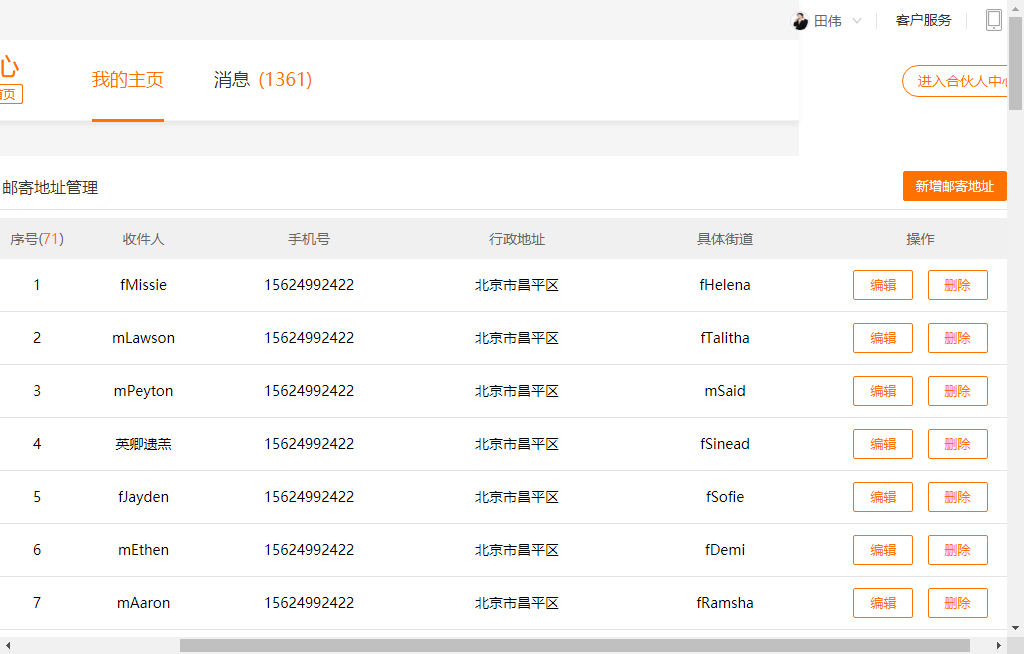 田伟 客户服务
心
我的主页 消息 (1361) 进入合伙人中心
首页
邮寄地址管理 新增邮寄地址
序号(71) 收件人 手机号 行政地址 具体街道 操作
1 fMissie 15624992422 北京市昌平区 fHelena 编辑 删除
2 mLawson 15624992422 北京市昌平区 fTalitha 编辑 删除
3 mPeyton 15624992422 北京市昌平区 mSaid 编辑 删除
4 英卿遗羔 15624992422 北京市昌平区 fSinead 编辑 删除
5 fJayden 15624992422 北京市昌平区 fSofie 编辑 删除
6 mEthen 15624992422 北京市昌平区 fDemi 编辑 删除
7 mAaron 15624992422 北京市昌平区 fRamsha 编辑 删除